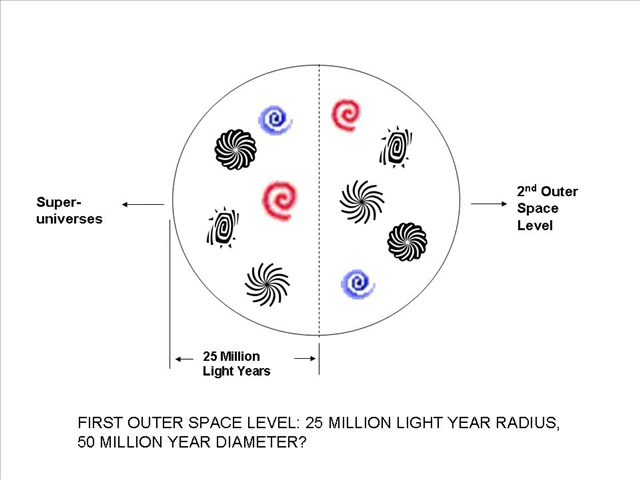 Super-
universes
2nd Outer
Space
Level
25 Million
Light Years
FIRST OUTER SPACE LEVEL: 25 MILLION LIGHT YEAR RADIUS,
50 MILLION YEAR DIAMETER?